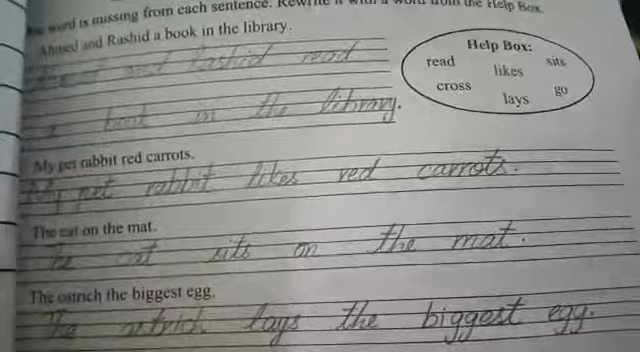 One word is missing from each sentence. Rewrite it with a word from the Help Box.
Ahmed and Rashid a book in the library.
Help Box:
read likes sits
cross lays go
Ahmed and Rashid read
a book in the library.
My pet rabbit red carrots.
My pet rabbit likes red carrots.
The cat on the mat.
The cat sits on the mat.
The ostrich the biggest egg.
The ostrich lays the biggest egg.